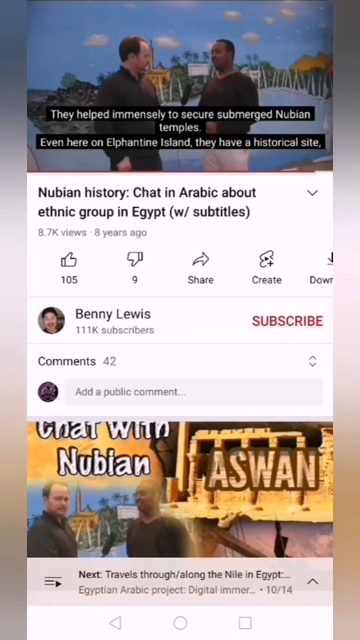 They helped immensely to secure submerged Nubian
temples.
Even here on Elphantine Island, they have a historical site,
Nubian history: Chat in Arabic about
ethnic group in Egypt (w/ subtitles)
8.7K views · 8 years ago
105
9
Share
Create
Down
Benny Lewis
111K subscribers
SUBSCRIBE
Comments 42
Add a public comment...
Chat with
Nubian
ASWAN
Next: Travels through/along the Nile in Egypt:...
Egyptian Arabic project: Digital immer... • 10/14